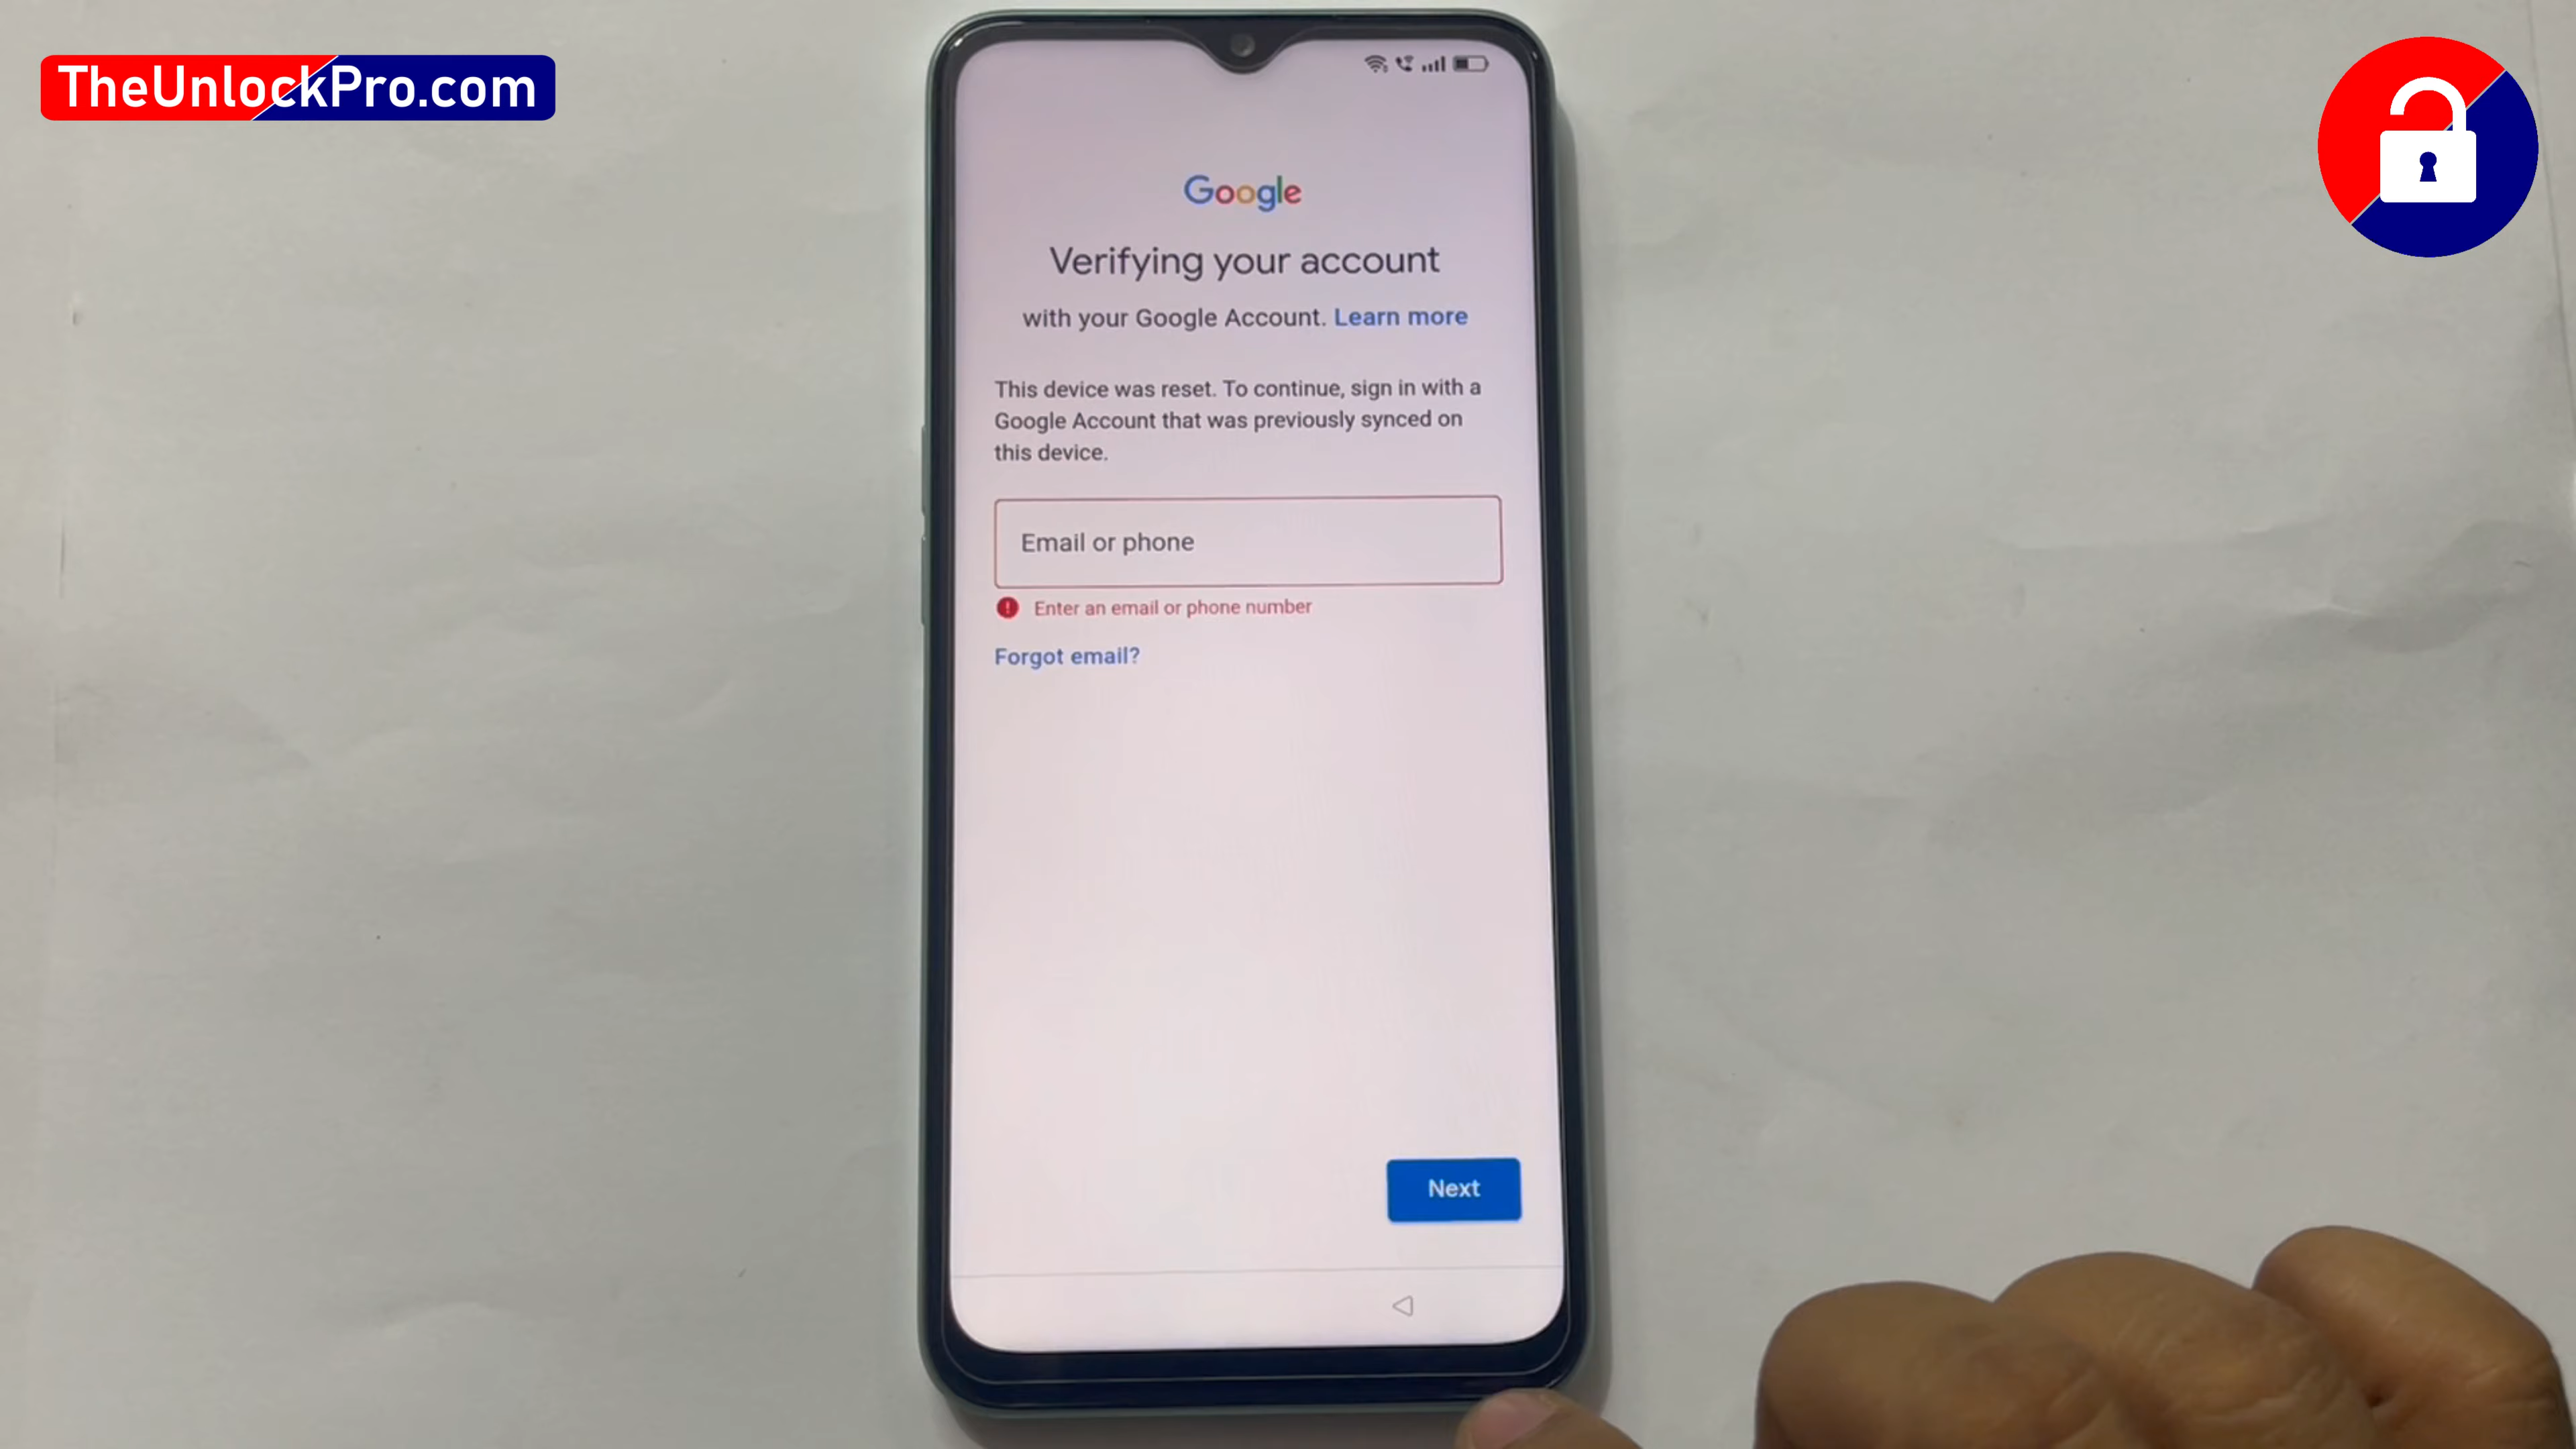 TheUnlockPro.com
Google
Verifying your account
with your Google Account. Learn more
This device was reset. To continue, sign in with a
Google Account that was previously synced on
this device.
Email or phone
Enter an email or phone number
Forgot email?
Next